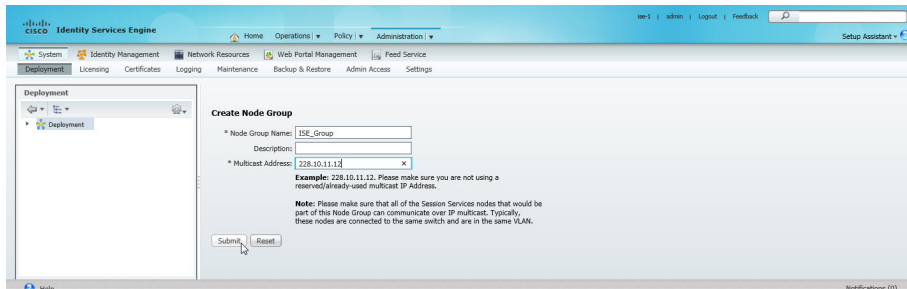 ise-1 | admin | Logout | Feedback
cisco Identity Services Engine
Home Operations | Policy | Administration |
Setup Assistant
System Identity Management Network Resources Web Portal Management Feed Service
Deployment Licensing Certificates Logging Maintenance Backup & Restore Admin Access Settings
Deployment
Deployment
Create Node Group
* Node Group Name: ISE_Group
Description:
* Multicast Address: 228.10.11.12 ×
Example: 228.10.11.12. Please make sure you are not using a
reserved/already-used multicast IP Address.
Note: Please make sure that all of the Session Services nodes that would be
part of this Node Group can communicate over IP multicast. Typically,
these nodes are connected to the same switch and are in the same VLAN.
Submit Reset
Help Notifications (0)